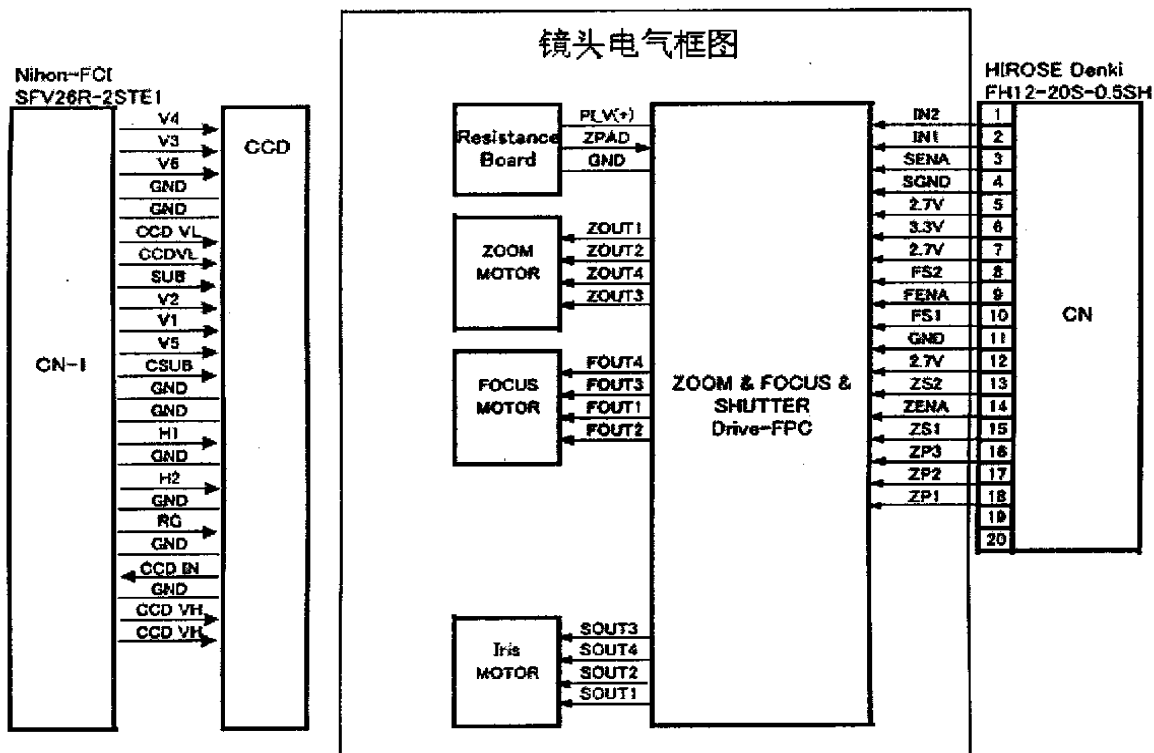 镜头电气框图
Nihon-FCI
SFV26R-2STE1
CN-1
V4
V3
V6
GND
GND
CCD VL
CCDVL
SUB
V2
V1
V5
CSUB
GND
GND
H1
GND
H2
GND
RG
GND
CCD IN
GND
CCD VH
CCD VH
CCD
Resistance
Board
PI_V(+)
ZPAD
GND
ZOOM
MOTOR
ZOUT1
ZOUT2
ZOUT4
ZOUT3
FOCUS
MOTOR
FOUT4
FOUT3
FOUT1
FOUT2
Iris
MOTOR
SOUT3
SOUT4
SOUT2
SOUT1
ZOOM & FOCUS &
SHUTTER
Drive-FPC
HIROSE Denki
FH12-20S-0.5SH
IN2 1
IN1 2
SENA 3
SGND 4
2.7V 5
3.3V 6
2.7V 7
FS2 8
FENA 9
FS1 10
GND 11
2.7V 12
ZS2 13
ZENA 14
ZS1 15
ZP3 16
ZP2 17
ZP1 18
19
20
CN